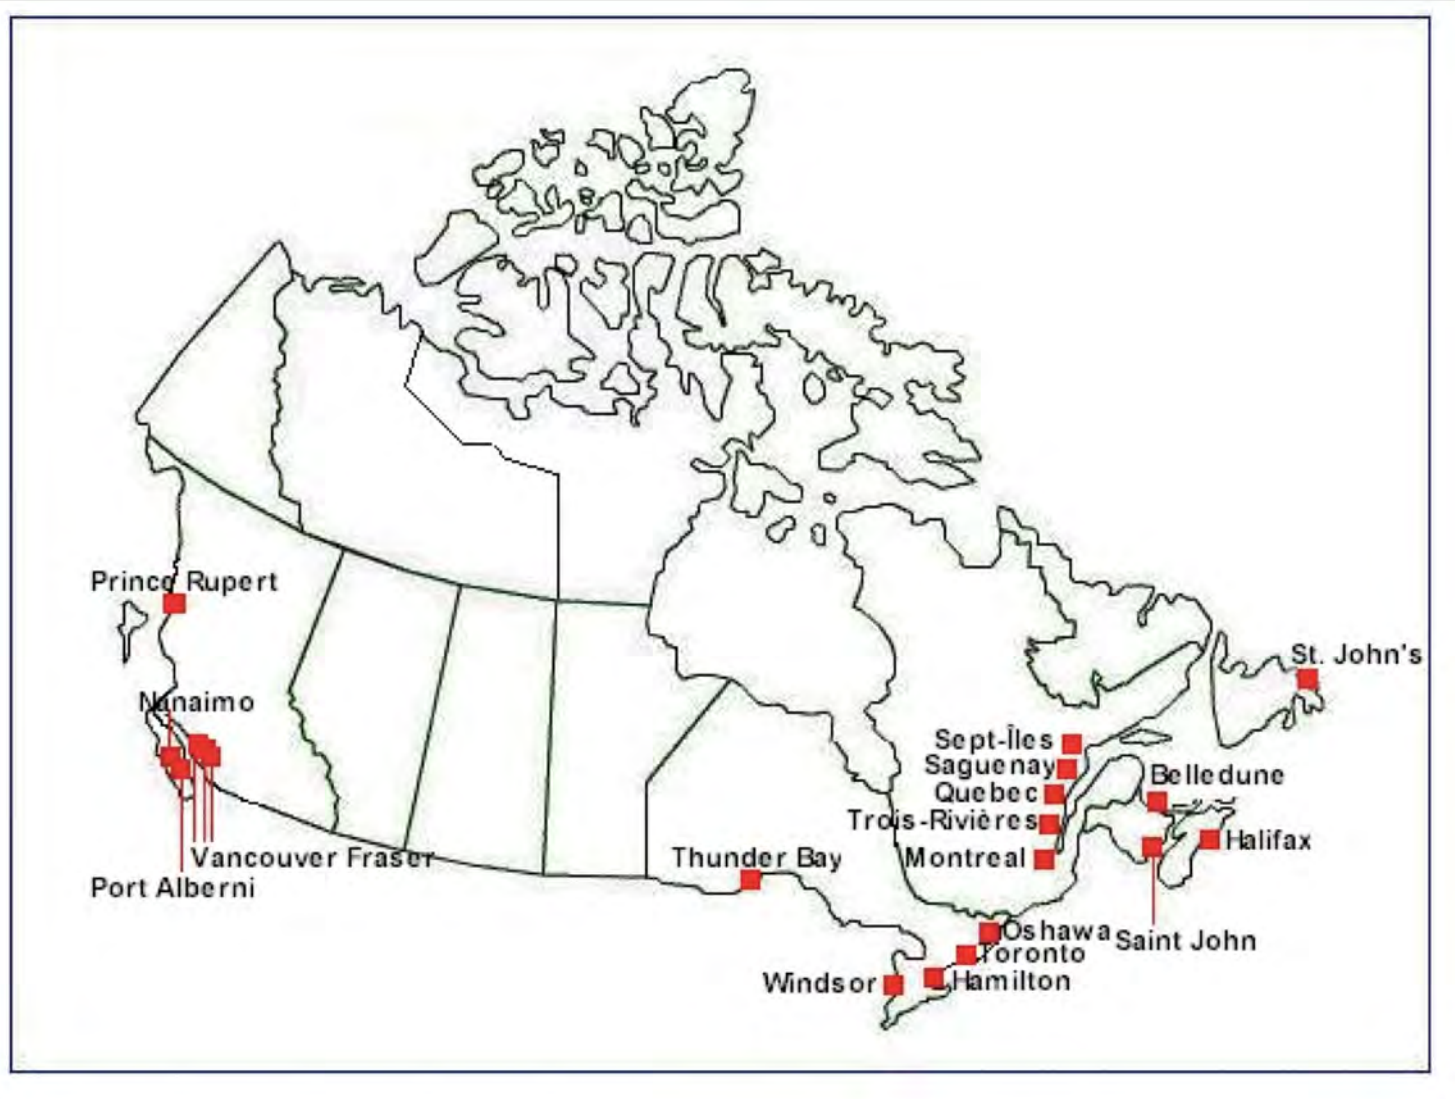 Prince Rupert
St. John's
Nanaimo
Sept-Îles
Saguenay
Belledune
Quebec
Trois-Rivières
Halifax
Vancouver Fraser
Thunder Bay
Montreal
Port Alberni
Oshawa
Saint John
Toronto
Windsor
Hamilton